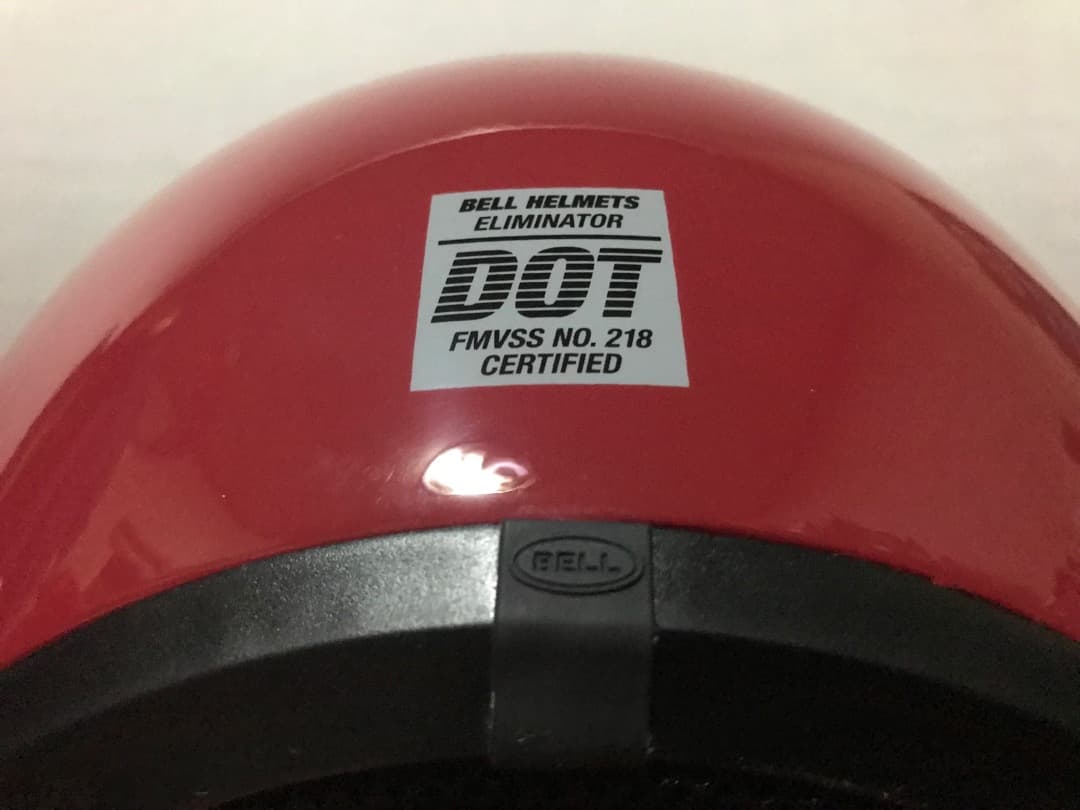 BELL HELMETS
ELIMINATOR
DOT
FMVSS NO. 218
CERTIFIED
BELL